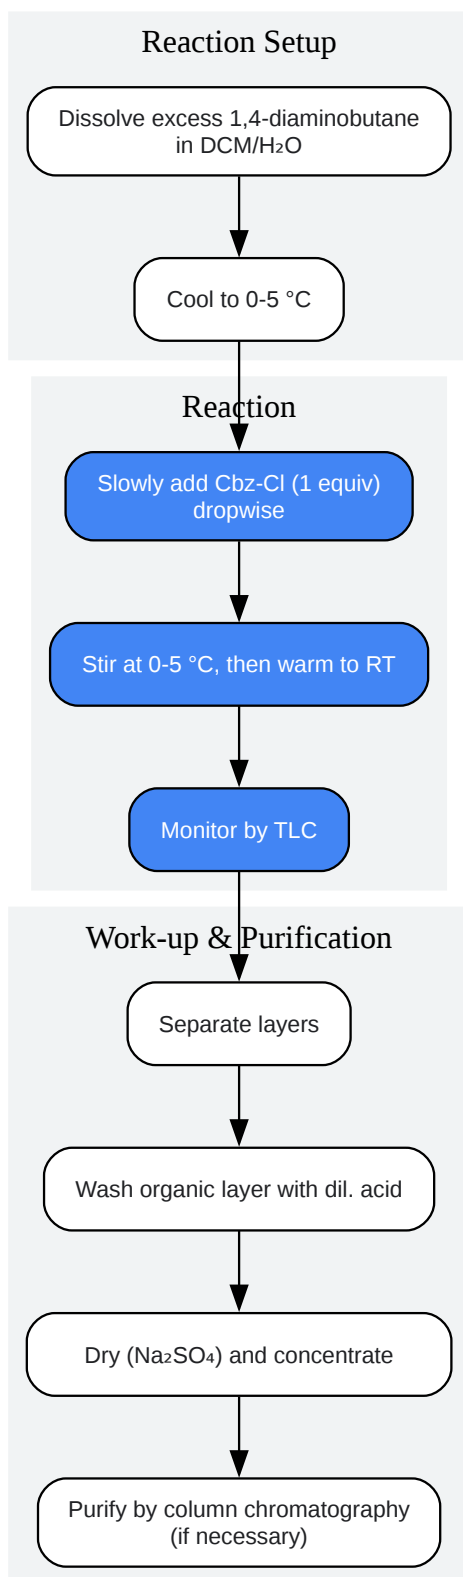 Reaction Setup
Dissolve excess 1,4-diaminobutane
in DCM/H₂O
Cool to 0-5 °C
Reaction
Slowly add Cbz-Cl (1 equiv)
dropwise
Stir at 0-5 °C, then warm to RT
Monitor by TLC
Work-up & Purification
Separate layers
Wash organic layer with dil. acid
Dry (Na₂SO₄) and concentrate
Purify by column chromatography
(if necessary)